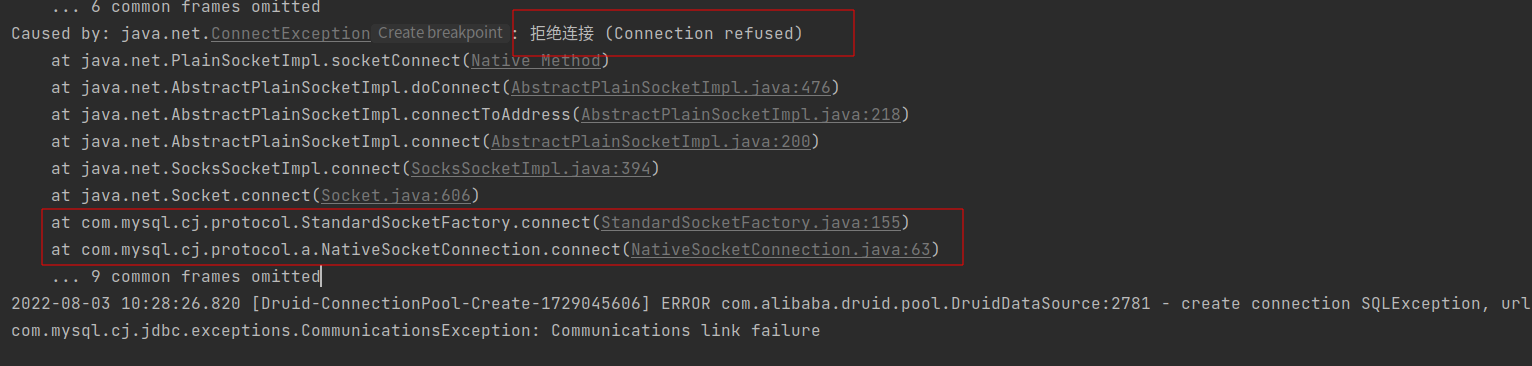 ... 6 common frames omitted
Caused by: java.net.ConnectException Create breakpoint : 拒绝连接 (Connection refused)
at java.net.PlainSocketImpl.socketConnect(Native Method)
at java.net.AbstractPlainSocketImpl.doConnect(AbstractPlainSocketImpl.java:476)
at java.net.AbstractPlainSocketImpl.connectToAddress(AbstractPlainSocketImpl.java:218)
at java.net.AbstractPlainSocketImpl.connect(AbstractPlainSocketImpl.java:200)
at java.net.SocksSocketImpl.connect(SocksSocketImpl.java:394)
at java.net.Socket.connect(Socket.java:606)
at com.mysql.cj.protocol.StandardSocketFactory.connect(StandardSocketFactory.java:155)
at com.mysql.cj.protocol.a.NativeSocketConnection.connect(NativeSocketConnection.java:63)
... 9 common frames omitted
2022-08-03 10:28:26.820 [Druid-ConnectionPool-Create-1729045606] ERROR com.alibaba.druid.pool.DruidDataSource:2781 - create connection SQLException, url
com.mysql.cj.jdbc.exceptions.CommunicationsException: Communications link failure